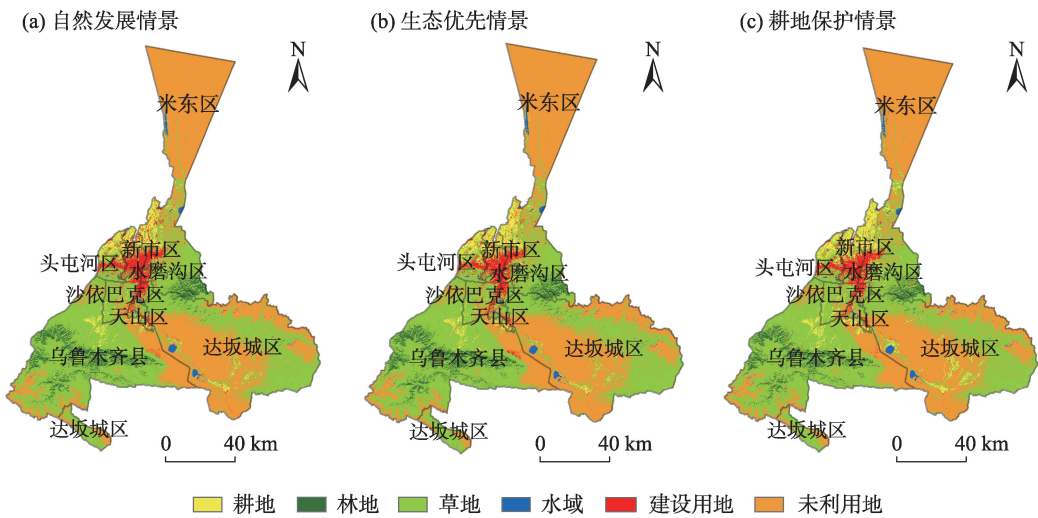 (a) 自然发展情景
N
米东区
新市区
头屯河区
水磨沟区
沙依巴克区
天山区
达坂城区
乌鲁木齐县
达坂城区
0 40 km
(b) 生态优先情景
N
米东区
新市区
头屯河区
水磨沟区
沙依巴克区
天山区
达坂城区
乌鲁木齐县
达坂城区
0 40 km
(c) 耕地保护情景
N
米东区
新市区
头屯河区
水磨沟区
沙依巴克区
天山区
达坂城区
乌鲁木齐县
达坂城区
0 40 km
耕地 林地 草地 水域 建设用地 未利用地